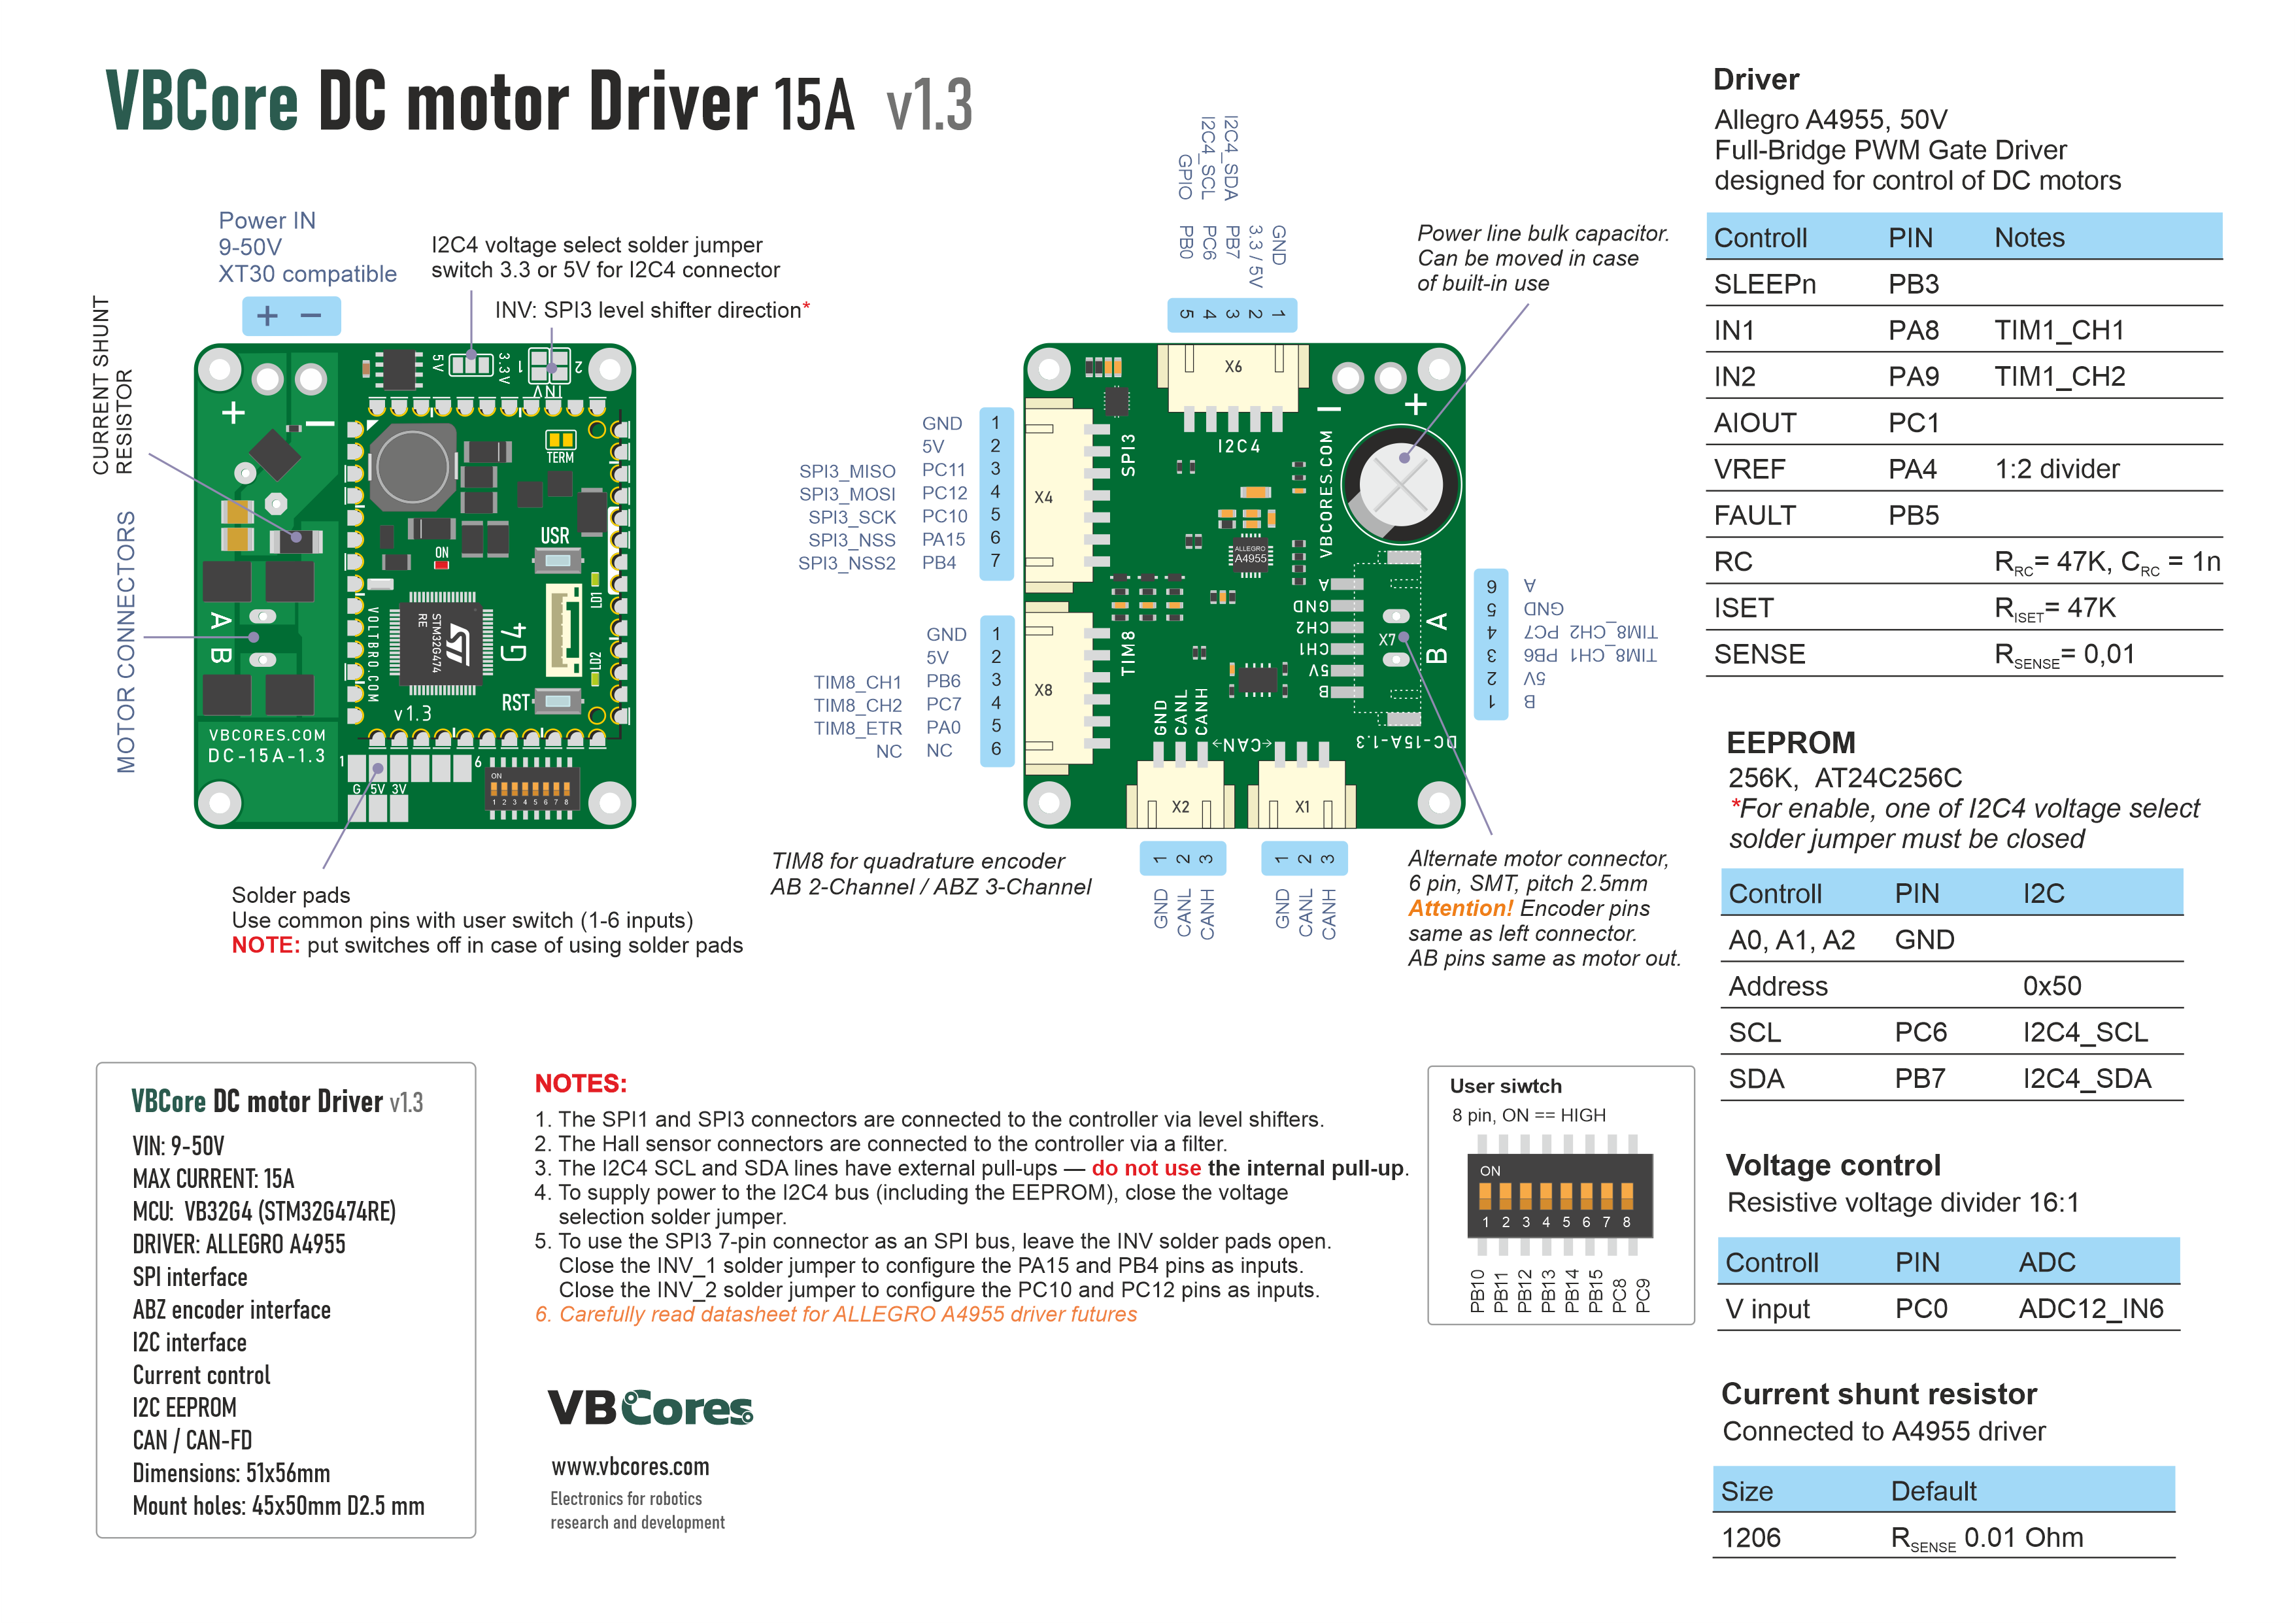 VBCore DC motor Driver 15A v1.3
Power IN
9-50V
XT30 compatible
+ −
I2C4 voltage select solder jumper
switch 3.3 or 5V for I2C4 connector
INV: SPI3 level shifter direction*
CURRENT SHUNT
RESISTOR
MOTOR CONNECTORS
5V
3.3V
1
2
INV
+
−
TERM
USR
ON
LD1
STM32G474
RE
G4
VOLTBRO.COM
LD2
RST
v1.3
A
B
VBCORES.COM
DC-15A-1.3
1
6
G 5V 3V
ON
1 2 3 4 5 6 7 8
Solder pads
Use common pins with user switch (1-6 inputs)
NOTE: put switches off in case of using solder pads
GPIO PB0 5
I2C4_SCL PC6 4
I2C4_SDA PB7 3
3.3 / 5V 2
GND 1
Power line bulk capacitor.
Can be moved in case
of built-in use
GND 1
5V 2
SPI3_MISO PC11 3
SPI3_MOSI PC12 4
SPI3_SCK PC10 5
SPI3_NSS PA15 6
SPI3_NSS2 PB4 7
GND 1
5V 2
TIM8_CH1 PB6 3
TIM8_CH2 PC7 4
TIM8_ETR PA0 5
NC NC 6
X6
I2C4
−
+
X4
SPI3
VBCORES.COM
ALLEGRO
A4955
A
GND
CH2
CH1
5V
B
X7
A
B
X8
TIM8
GND
CANL
CANH
←CAN→
DC-15A-1.3
X2
X1
6 A
5 GND
4 PC7 TIM8_CH2
3 PB6 TIM8_CH1
2 5V
1 B
1 2 3
GND
CANL
CANH
1 2 3
GND
CANL
CANH
TIM8 for quadrature encoder
AB 2-Channel / ABZ 3-Channel
Alternate motor connector,
6 pin, SMT, pitch 2.5mm
Attention! Encoder pins
same as left connector.
AB pins same as motor out.
Driver
Allegro A4955, 50V
Full-Bridge PWM Gate Driver
designed for control of DC motors
Controll PIN Notes
SLEEPn PB3
IN1 PA8 TIM1_CH1
IN2 PA9 TIM1_CH2
AIOUT PC1
VREF PA4 1:2 divider
FAULT PB5
RC RRC= 47K, CRC = 1n
ISET RISET= 47K
SENSE RSENSE= 0,01
EEPROM
256K, AT24C256C
*For enable, one of I2C4 voltage select
solder jumper must be closed
Controll PIN I2C
A0, A1, A2 GND
Address 0x50
SCL PC6 I2C4_SCL
SDA PB7 I2C4_SDA
Voltage control
Resistive voltage divider 16:1
Controll PIN ADC
V input PC0 ADC12_IN6
Current shunt resistor
Connected to A4955 driver
Size Default
1206 RSENSE 0.01 Ohm
VBCore DC motor Driver v1.3
VIN: 9-50V
MAX CURRENT: 15A
MCU: VB32G4 (STM32G474RE)
DRIVER: ALLEGRO A4955
SPI interface
ABZ encoder interface
I2C interface
Current control
I2C EEPROM
CAN / CAN-FD
Dimensions: 51x56mm
Mount holes: 45x50mm D2.5 mm
NOTES:
1. The SPI1 and SPI3 connectors are connected to the controller via level shifters.
2. The Hall sensor connectors are connected to the controller via a filter.
3. The I2C4 SCL and SDA lines have external pull-ups — do not use the internal pull-up.
4. To supply power to the I2C4 bus (including the EEPROM), close the voltage
selection solder jumper.
5. To use the SPI3 7-pin connector as an SPI bus, leave the INV solder pads open.
Close the INV_1 solder jumper to configure the PA15 and PB4 pins as inputs.
Close the INV_2 solder jumper to configure the PC10 and PC12 pins as inputs.
6. Carefully read datasheet for ALLEGRO A4955 driver futures
User siwtch
8 pin, ON == HIGH
ON
1 2 3 4 5 6 7 8
PB10
PB11
PB12
PB13
PB14
PB15
PC8
PC9
VBCores
www.vbcores.com
Electronics for robotics
research and development